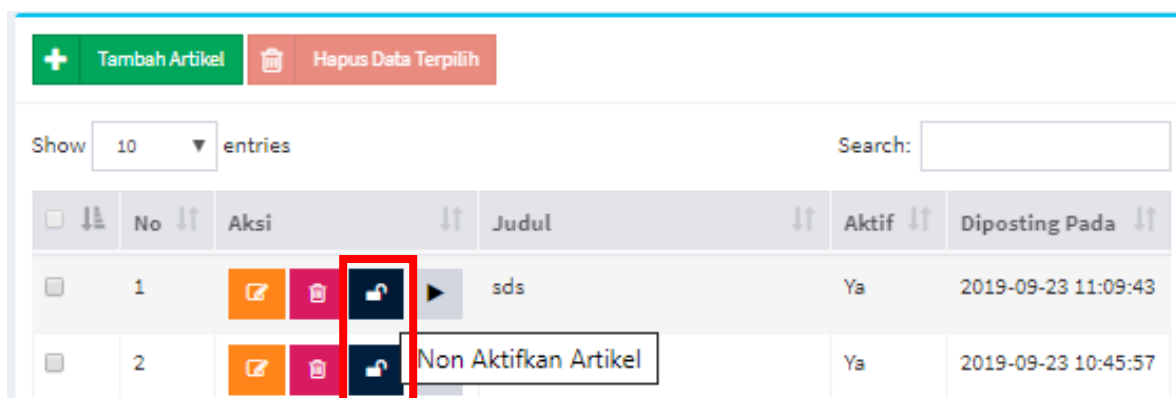 Tambah Artikel Hapus Data Terpilih
Show 10 entries Search:
No Aksi Judul Aktif Diposting Pada
1 sds Ya 2019-09-23 11:09:43
Non Aktifkan Artikel
2 Ya 2019-09-23 10:45:57